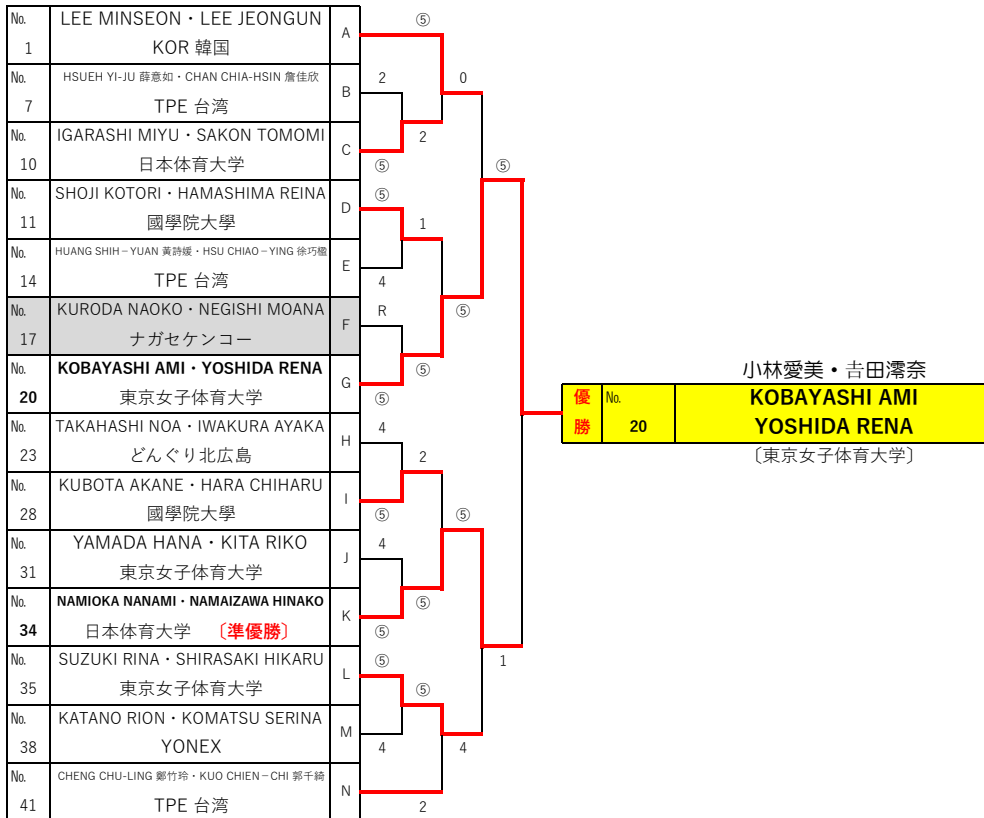 No. LEE MINSEON・LEE JEONGUN A
1 KOR 韓国
No. HSUEH YI-JU 薛意如・CHAN CHIA-HSIN 詹佳欣 B
7 TPE 台湾
No. IGARASHI MIYU・SAKON TOMOMI C
10 日本体育大学
No. SHOJI KOTORI・HAMASHIMA REINA D
11 國學院大學
No. HUANG SHIH－YUAN 黃詩媛・HSU CHIAO－YING 徐巧楹 E
14 TPE 台湾
No. KURODA NAOKO・NEGISHI MOANA F
17 ナガセケンコー
No. KOBAYASHI AMI・YOSHIDA RENA G
20 東京女子体育大学
No. TAKAHASHI NOA・IWAKURA AYAKA H
23 どんぐり北広島
No. KUBOTA AKANE・HARA CHIHARU I
28 國學院大學
No. YAMADA HANA・KITA RIKO J
31 東京女子体育大学
No. NAMIOKA NANAMI・NAMAIZAWA HINAKO K
34 日本体育大学 〔準優勝〕
No. SUZUKI RINA・SHIRASAKI HIKARU L
35 東京女子体育大学
No. KATANO RION・KOMATSU SERINA M
38 YONEX
No. CHENG CHU-LING 鄭竹玲・KUO CHIEN－CHI 郭千綺 N
41 TPE 台湾
⑤
2 0
2
⑤ ⑤
⑤
1
4
R ⑤
⑤
⑤
4
2
⑤ ⑤
4
⑤
⑤
⑤ 1
⑤
4 4
2
小林愛美・𠮷田澪奈
優 No. KOBAYASHI AMI
勝 20 YOSHIDA RENA
〔東京女子体育大学〕